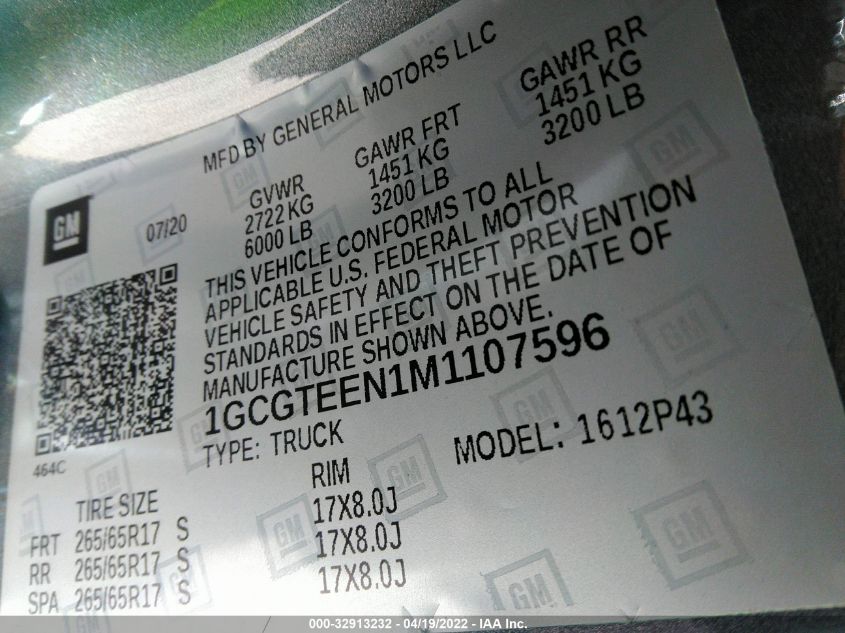 MFD BY GENERAL MOTORS LLC
GM
07/20
GVWR GAWR FRT GAWR RR
2722 KG 1451 KG 1451 KG
6000 LB 3200 LB 3200 LB
THIS VEHICLE CONFORMS TO ALL
APPLICABLE U.S. FEDERAL MOTOR
VEHICLE SAFETY AND THEFT PREVENTION
STANDARDS IN EFFECT ON THE DATE OF
MANUFACTURE SHOWN ABOVE.
1GCGTEEN1M1107596
TYPE: TRUCK MODEL: 1612P43
464C
TIRE SIZE RIM
FRT 265/65R17 S 17X8.0J
RR 265/65R17 S 17X8.0J
SPA 265/65R17 S 17X8.0J
000-32913232 - 04/19/2022 - IAA Inc.